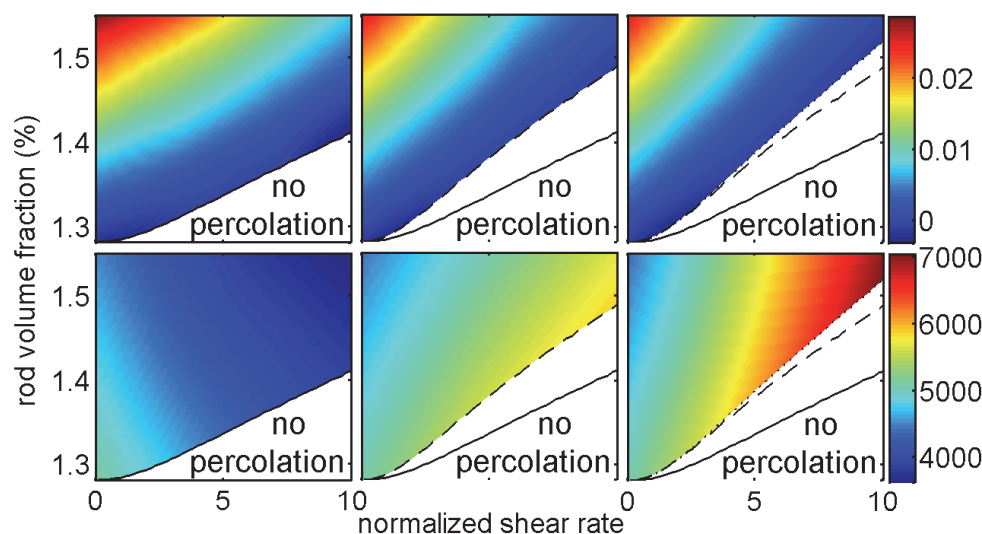 1.5
1.4
1.3
no
percolation
no
percolation
no
percolation
0.02
0.01
0
rod volume fraction (%)
1.5
1.4
1.3
no
percolation
no
percolation
no
percolation
7000
6000
5000
4000
0
5
10
5
10
normalized shear rate